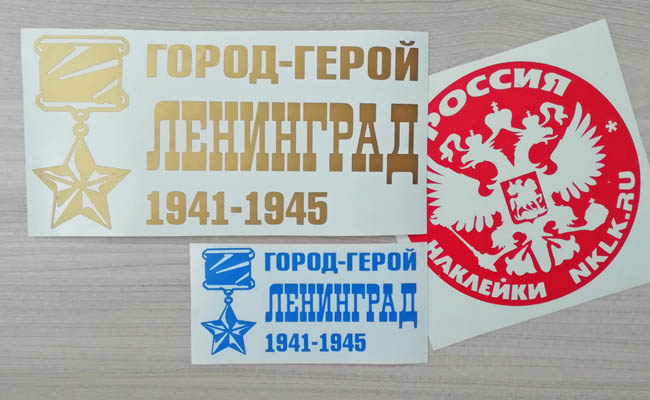 ГОРОД-ГЕРОЙ
ЛЕНИНГРАД
1941-1945
РОССИЯ
*
НАКЛЕЙКИ NKLK.RU
ГОРОД-ГЕРОЙ
ЛЕНИНГРАД
1941-1945